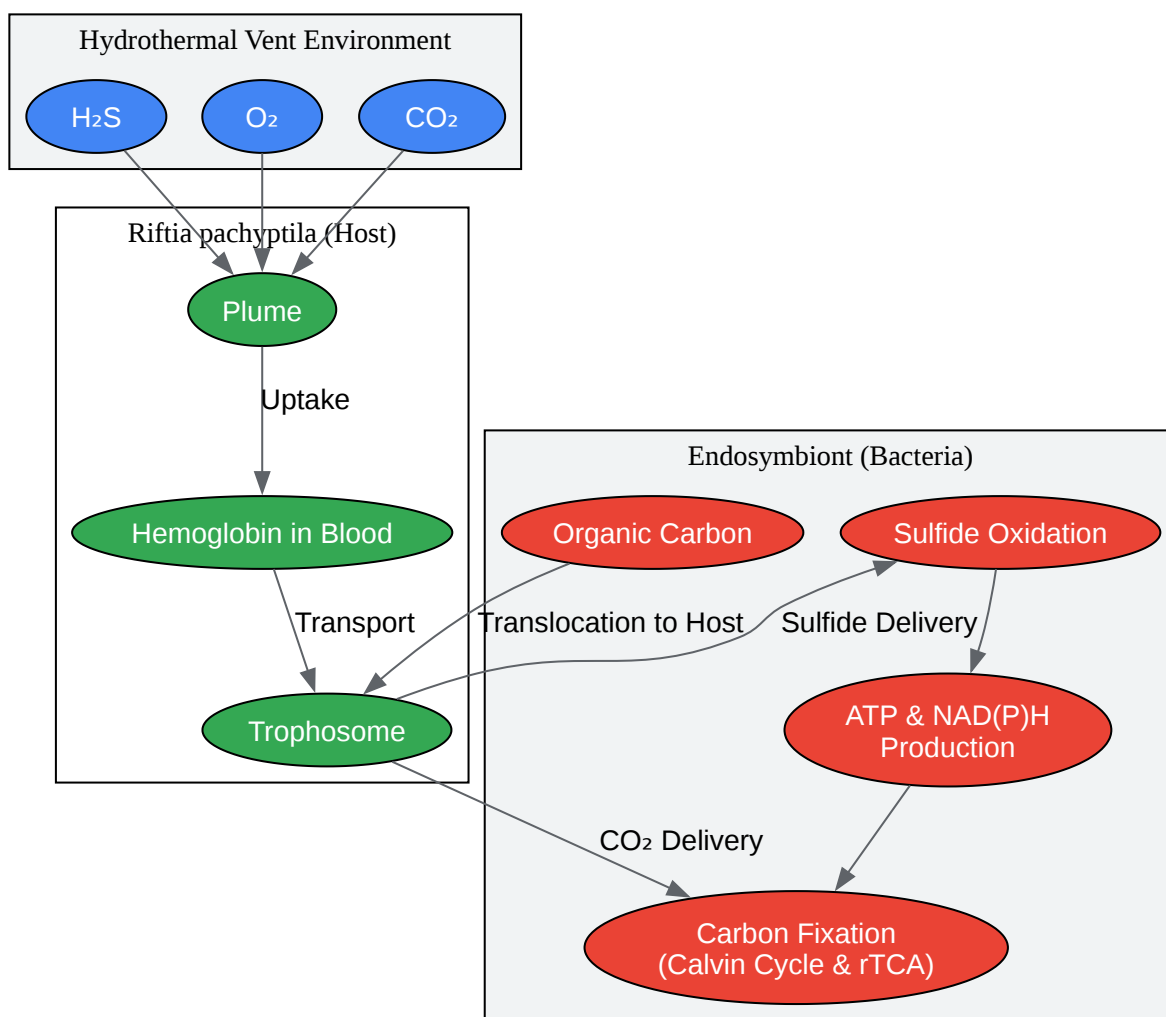 Hydrothermal Vent Environment
H₂S
O₂
CO₂
Riftia pachyptila (Host)
Plume
Uptake
Endosymbiont (Bacteria)
Hemoglobin in Blood
Organic Carbon
Sulfide Oxidation
Transport
Translocation to Host
Sulfide Delivery
Trophosome
ATP & NAD(P)H
Production
CO₂ Delivery
Carbon Fixation
(Calvin Cycle & rTCA)